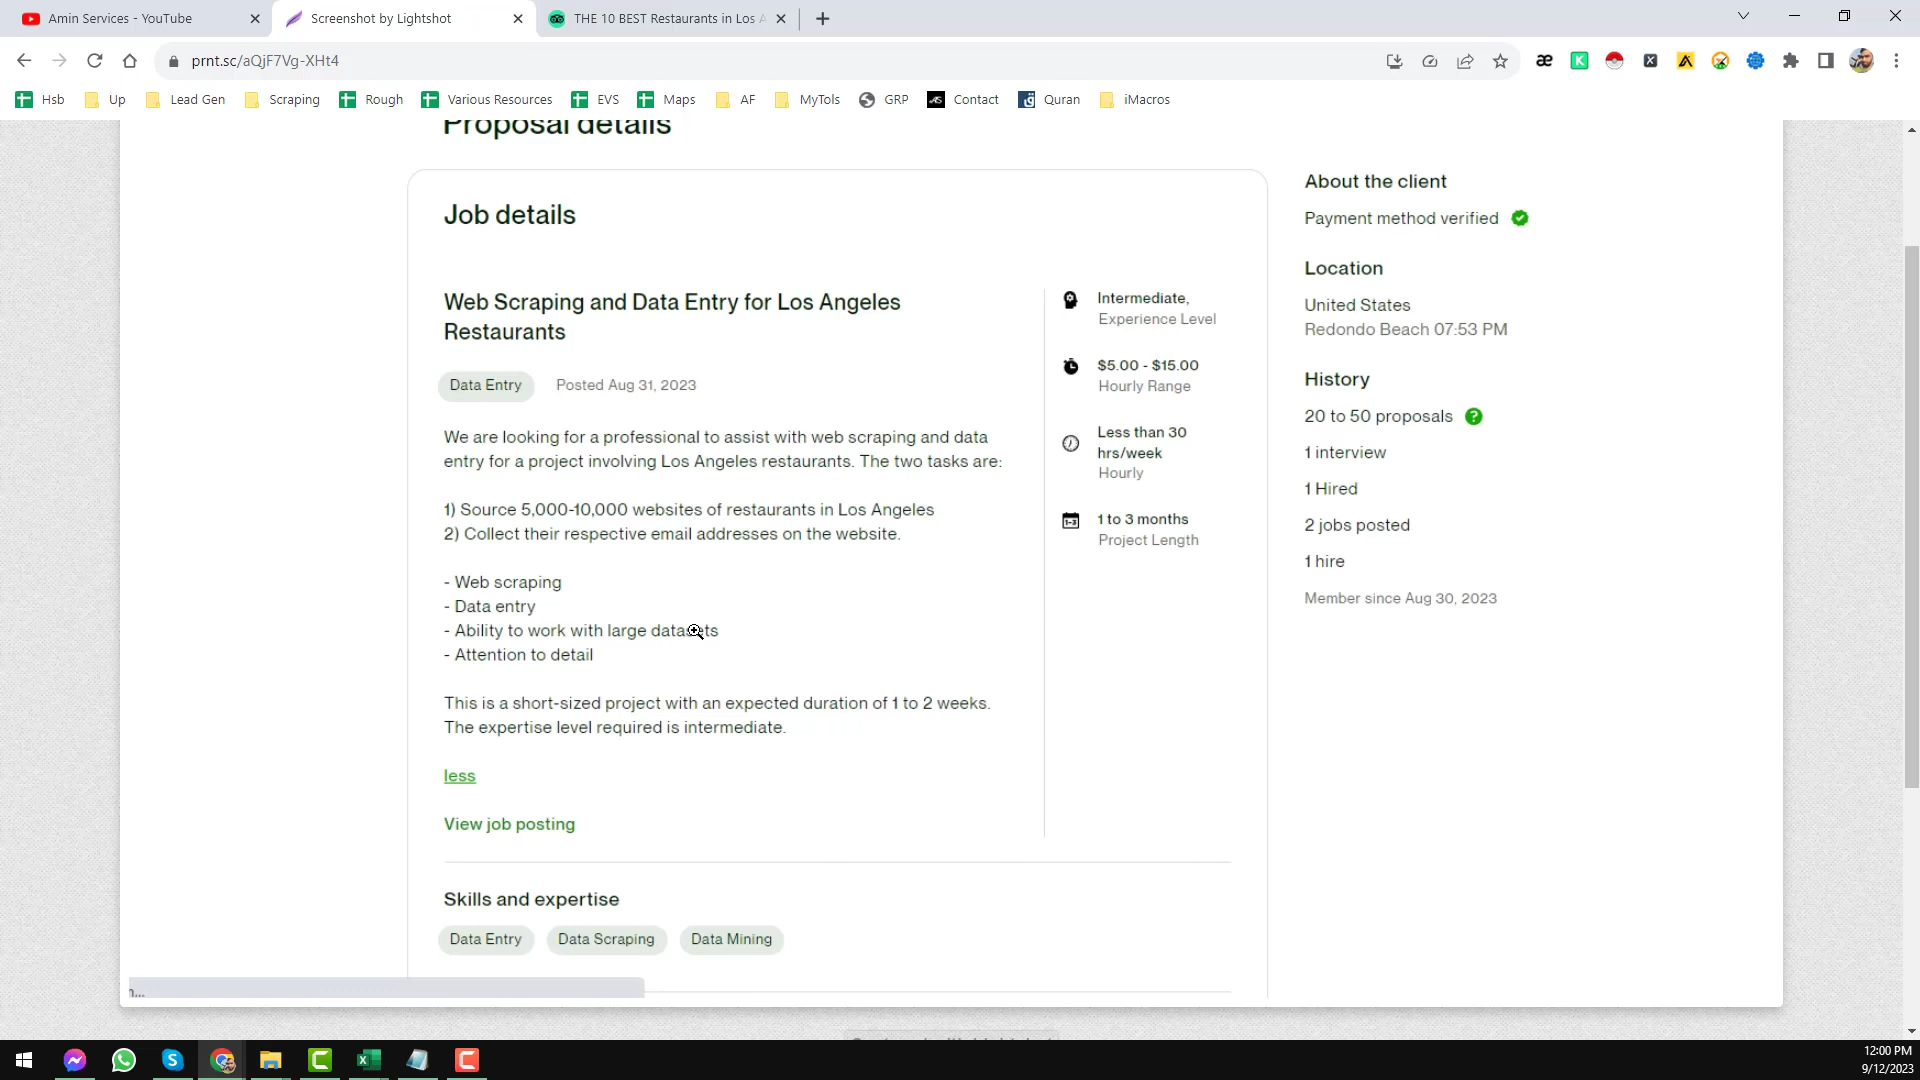 Amin Services - YouTube
Screenshot by Lightshot
THE 10 BEST Restaurants in Los A
prnt.sc/aQjF7Vg-XHt4
Hsb
Up
Lead Gen
Scraping
Rough
Various Resources
EVS
Maps
AF
MyTols
GRP
Contact
Quran
iMacros
Proposal details
Job details
Web Scraping and Data Entry for Los Angeles
Restaurants
Data Entry
Posted Aug 31, 2023
We are looking for a professional to assist with web scraping and data
entry for a project involving Los Angeles restaurants. The two tasks are:
1) Source 5,000-10,000 websites of restaurants in Los Angeles
2) Collect their respective email addresses on the website.
- Web scraping
- Data entry
- Ability to work with large datasets
- Attention to detail
This is a short-sized project with an expected duration of 1 to 2 weeks.
The expertise level required is intermediate.
less
View job posting
Intermediate,
Experience Level
$5.00 - $15.00
Hourly Range
Less than 30
hrs/week
Hourly
1 to 3 months
Project Length
Skills and expertise
Data Entry
Data Scraping
Data Mining
About the client
Payment method verified
Location
United States
Redondo Beach 07:53 PM
History
20 to 50 proposals
1 interview
1 Hired
2 jobs posted
1 hire
Member since Aug 30, 2023
12:00 PM
9/12/2023